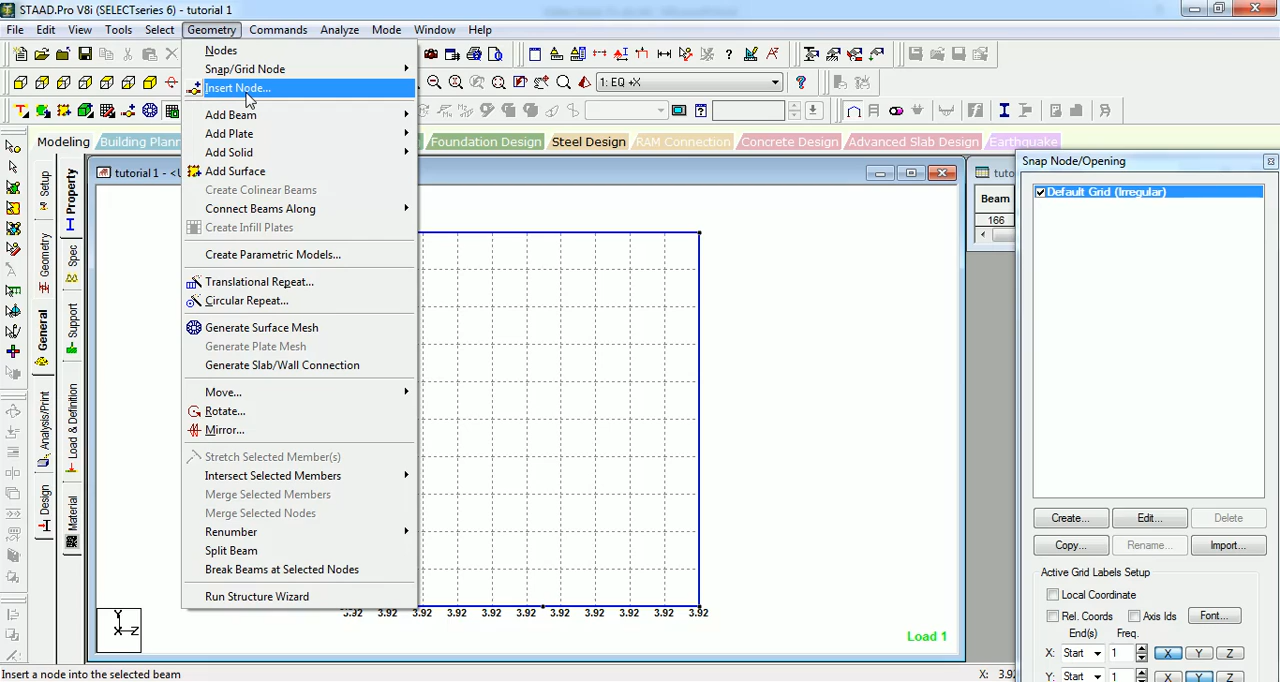 STAAD.Pro V8i (SELECTseries 6) - tutorial 1
File Edit View Tools Select Geometry Commands Analyze Mode Window Help
1: EQ +X
Modeling Building Plann Foundation Design Steel Design RAM Connection Concrete Design Advanced Slab Design Earthquake
Nodes
Snap/Grid Node
Insert Node...
Add Beam
Add Plate
Add Solid
Add Surface
Create Colinear Beams
Connect Beams Along
Create Infill Plates
Create Parametric Models...
Translational Repeat...
Circular Repeat...
Generate Surface Mesh
Generate Plate Mesh
Generate Slab/Wall Connection
Move...
Rotate...
Mirror...
Stretch Selected Member(s)
Intersect Selected Members
Merge Selected Members
Merge Selected Nodes
Renumber
Split Beam
Break Beams at Selected Nodes
Run Structure Wizard
Setup
Geometry
General
Analysis/Print
Design
Property
Spec
Support
Load & Definition
Material
tutorial 1 - <U
3.92 3.92 3.92 3.92 3.92 3.92 3.92 3.92 3.92 3.92 3.92
Y
X Z
Load 1
tuto
Beam
166
Snap Node/Opening
Default Grid (Irregular)
Create... Edit... Delete
Copy... Rename... Import...
Active Grid Labels Setup
Local Coordinate
Rel. Coords Axis Ids Font...
End(s) Freq.
X: Start 1 X Y Z
Y: Start 1 X Y Z
Insert a node into the selected beam
X: 3.92